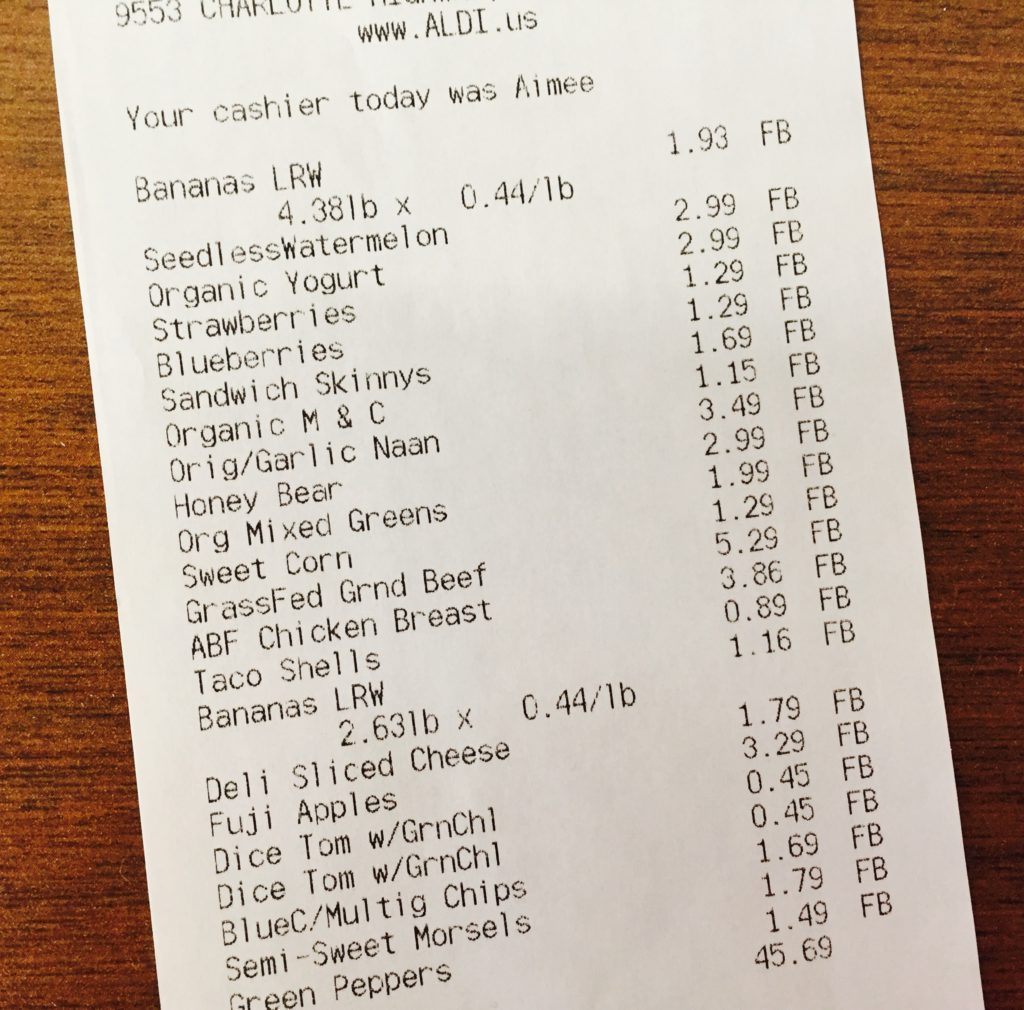 9553 CHARLOTTE
www.ALDI.us
Your cashier today was Aimee
Bananas LRW 1.93 FB
4.38lb x 0.44/lb
SeedlessWatermelon 2.99 FB
Organic Yogurt 2.99 FB
Strawberries 1.29 FB
Blueberries 1.29 FB
Sandwich Skinnys 1.69 FB
Organic M & C 1.15 FB
Orig/Garlic Naan 3.49 FB
Honey Bear 2.99 FB
Org Mixed Greens 1.99 FB
Sweet Corn 1.29 FB
GrassFed Grnd Beef 5.29 FB
ABF Chicken Breast 3.86 FB
Taco Shells 0.89 FB
Bananas LRW 1.16 FB
2.63lb x 0.44/lb
Deli Sliced Cheese 1.79 FB
Fuji Apples 3.29 FB
Dice Tom w/GrnChl 0.45 FB
Dice Tom w/GrnChl 0.45 FB
BlueC/Multig Chips 1.69 FB
Semi-Sweet Morsels 1.79 FB
Green Peppers 1.49 FB
45.69